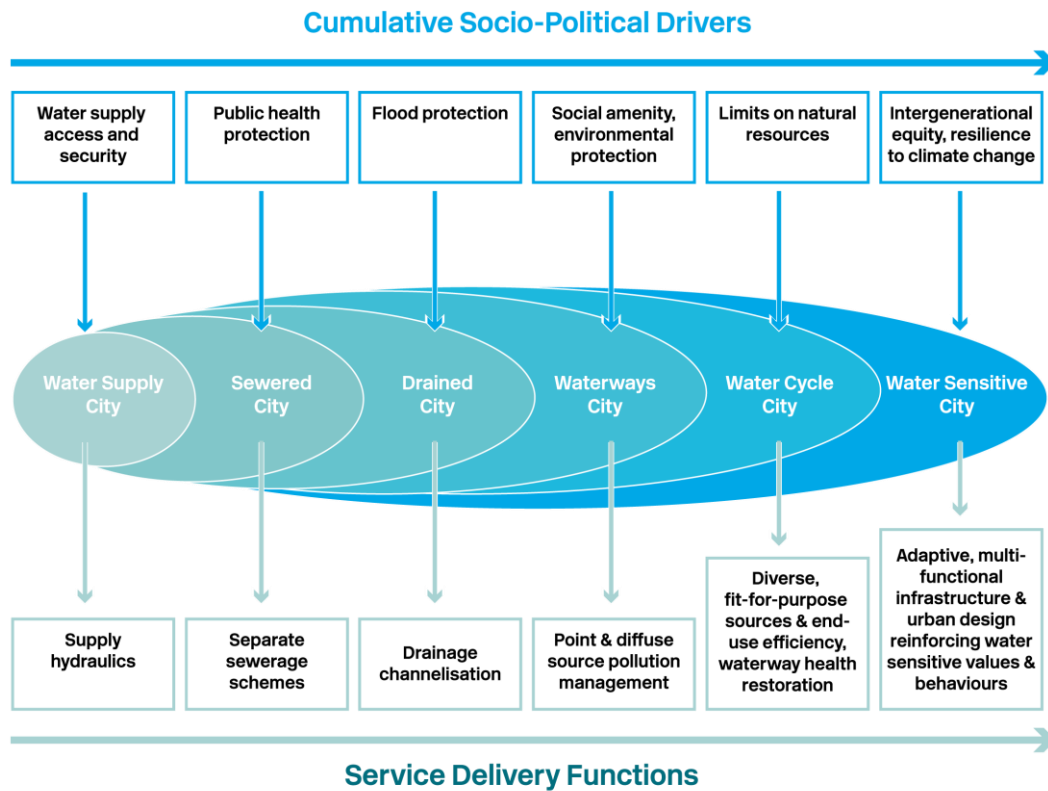 Cumulative Socio-Political Drivers
Water supply
access and
security
Public health
protection
Flood protection
Social amenity,
environmental
protection
Limits on natural
resources
Intergenerational
equity, resilience
to climate change
Water Supply
City
Sewered
City
Drained
City
Waterways
City
Water Cycle
City
Water Sensitive
City
Supply
hydraulics
Separate
sewerage
schemes
Drainage
channelisation
Point & diffuse
source pollution
management
Diverse,
fit-for-purpose
sources & end-
use efficiency,
waterway health
restoration
Adaptive, multi-
functional
infrastructure &
urban design
reinforcing water
sensitive values &
behaviours
Service Delivery Functions